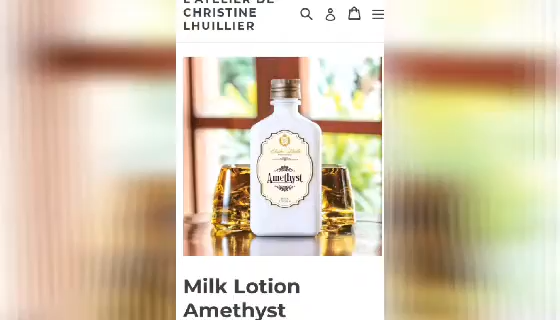 L'ATELIER DE
CHRISTINE
LHUILLIER
Amethyst
Milk Lotion
Amethyst